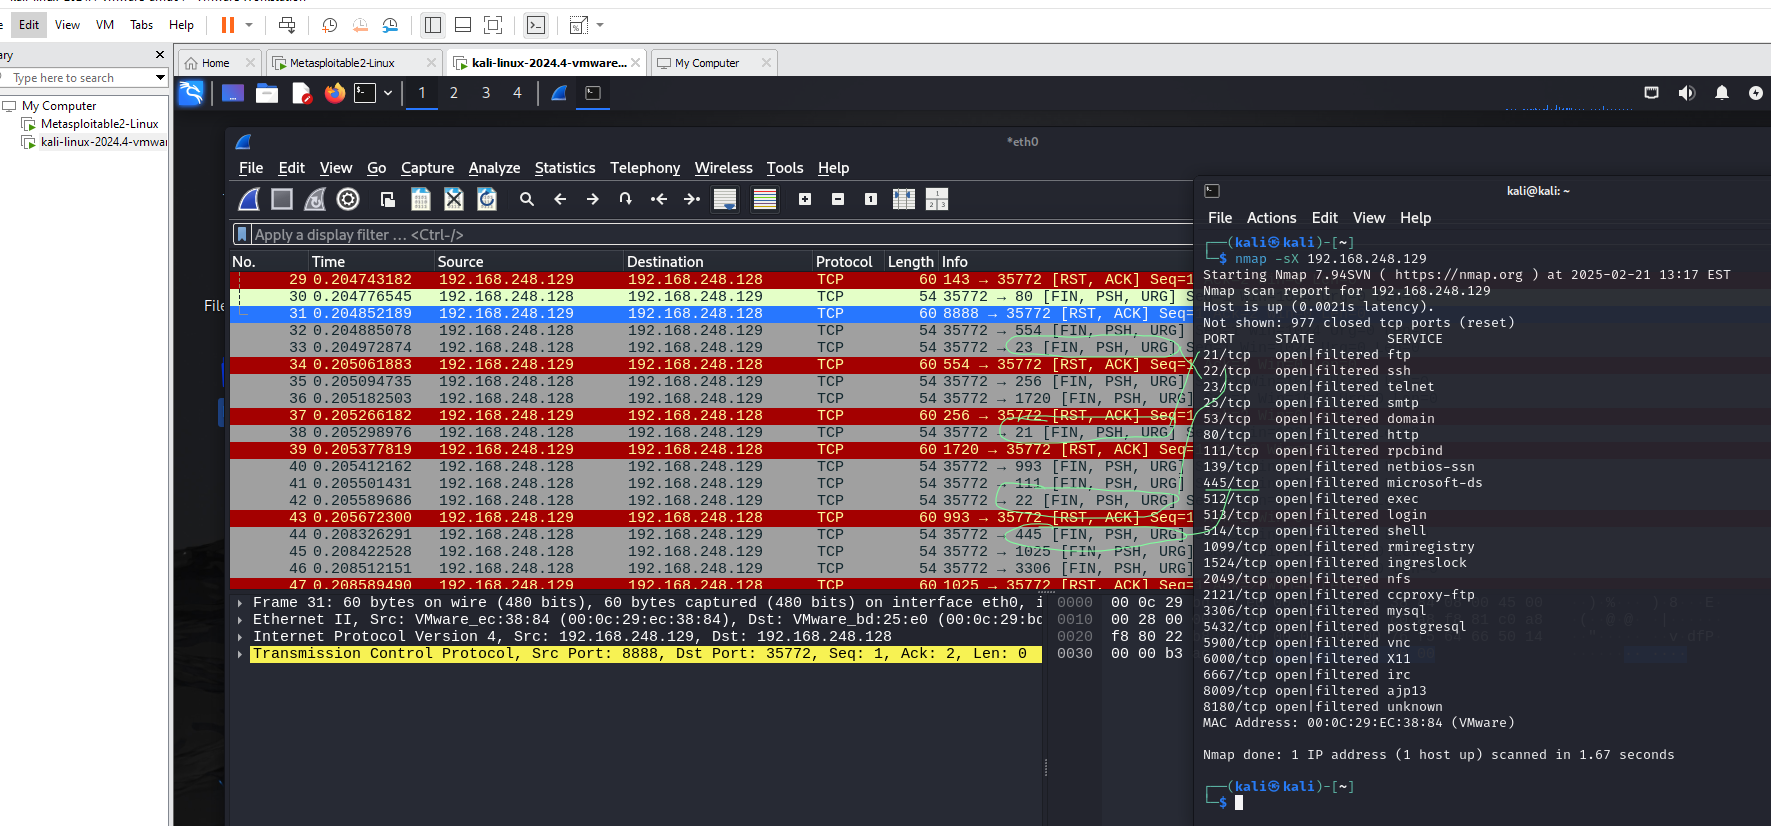 Edit View VM Tabs Help
Type here to search
My Computer
Metasploitable2-Linux
kali-linux-2024.4-vmwar
Home Metasploitable2-Linux kali-linux-2024.4-vmware... My Computer
1 2 3 4
*eth0
File Edit View Go Capture Analyze Statistics Telephony Wireless Tools Help
Apply a display filter ... <Ctrl-/>
No. Time Source Destination Protocol Length Info
29 0.204743182 192.168.248.129 192.168.248.128 TCP 60 143 → 35772 [RST, ACK] Seq=1
30 0.204776545 192.168.248.128 192.168.248.129 TCP 54 35772 → 80 [FIN, PSH, URG] S
31 0.204852189 192.168.248.129 192.168.248.128 TCP 60 8888 → 35772 [RST, ACK] Seq=
32 0.204885078 192.168.248.128 192.168.248.129 TCP 54 35772 → 554 [FIN, PSH, URG]
33 0.204972874 192.168.248.128 192.168.248.129 TCP 54 35772 → 23 [FIN, PSH, URG]
34 0.205061883 192.168.248.129 192.168.248.128 TCP 60 554 → 35772 [RST, ACK] Seq=1
35 0.205094735 192.168.248.128 192.168.248.129 TCP 54 35772 → 256 [FIN, PSH, URG]
36 0.205182503 192.168.248.128 192.168.248.129 TCP 54 35772 → 1720 [FIN, PSH, URG]
37 0.205266182 192.168.248.129 192.168.248.128 TCP 60 256 → 35772 [RST, ACK] Seq=1
38 0.205298976 192.168.248.128 192.168.248.129 TCP 54 35772 → 21 [FIN, PSH, URG]
39 0.205377819 192.168.248.129 192.168.248.128 TCP 60 1720 → 35772 [RST, ACK] Seq=
40 0.205412162 192.168.248.128 192.168.248.129 TCP 54 35772 → 993 [FIN, PSH, URG]
41 0.205501431 192.168.248.128 192.168.248.129 TCP 54 35772 → 111 [FIN, PSH, URG]
42 0.205589686 192.168.248.128 192.168.248.129 TCP 54 35772 → 22 [FIN, PSH, URG]
43 0.205672300 192.168.248.129 192.168.248.128 TCP 60 993 → 35772 [RST, ACK] Seq=1
44 0.208326291 192.168.248.128 192.168.248.129 TCP 54 35772 → 445 [FIN, PSH, URG]
45 0.208422528 192.168.248.128 192.168.248.129 TCP 54 35772 → 1025 [FIN, PSH, URG]
46 0.208512151 192.168.248.128 192.168.248.129 TCP 54 35772 → 3306 [FIN, PSH, URG]
47 0.208589490 192.168.248.129 192.168.248.128 TCP 60 1025 → 35772 [RST, ACK] Seq=
Frame 31: 60 bytes on wire (480 bits), 60 bytes captured (480 bits) on interface eth0, i
Ethernet II, Src: VMware_ec:38:84 (00:0c:29:ec:38:84), Dst: VMware_bd:25:e0 (00:0c:29:bd
Internet Protocol Version 4, Src: 192.168.248.129, Dst: 192.168.248.128
Transmission Control Protocol, Src Port: 8888, Dst Port: 35772, Seq: 1, Ack: 2, Len: 0
0000 00 0c 29
0010 00 28 00
0020 f8 80 22
0030 00 00 b3
File
kali@kali: ~
File Actions Edit View Help
┌──(kali㉿kali)-[~]
└─$ nmap -sX 192.168.248.129
Starting Nmap 7.94SVN ( https://nmap.org ) at 2025-02-21 13:17 EST
Nmap scan report for 192.168.248.129
Host is up (0.0021s latency).
Not shown: 977 closed tcp ports (reset)
PORT STATE SERVICE
21/tcp open|filtered ftp
22/tcp open|filtered ssh
23/tcp open|filtered telnet
25/tcp open|filtered smtp
53/tcp open|filtered domain
80/tcp open|filtered http
111/tcp open|filtered rpcbind
139/tcp open|filtered netbios-ssn
445/tcp open|filtered microsoft-ds
512/tcp open|filtered exec
513/tcp open|filtered login
514/tcp open|filtered shell
1099/tcp open|filtered rmiregistry
1524/tcp open|filtered ingreslock
2049/tcp open|filtered nfs
2121/tcp open|filtered ccproxy-ftp
3306/tcp open|filtered mysql
5432/tcp open|filtered postgresql
5900/tcp open|filtered vnc
6000/tcp open|filtered X11
6667/tcp open|filtered irc
8009/tcp open|filtered ajp13
8180/tcp open|filtered unknown
MAC Address: 00:0C:29:EC:38:84 (VMware)
Nmap done: 1 IP address (1 host up) scanned in 1.67 seconds
┌──(kali㉿kali)-[~]
└─$